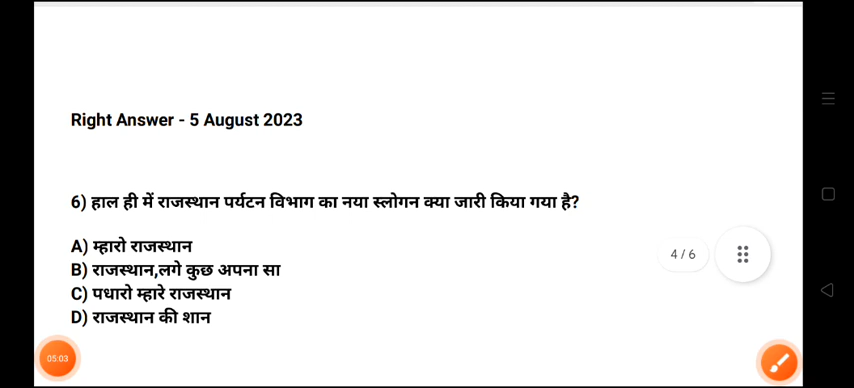 Right Answer - 5 August 2023
6) हाल ही में राजस्थान पर्यटन विभाग का नया स्लोगन क्या जारी किया गया है?
A) म्हारो राजस्थान
B) राजस्थान,लगे कुछ अपना सा
C) पधारो म्हारे राजस्थान
D) राजस्थान की शान
4 / 6
05:03